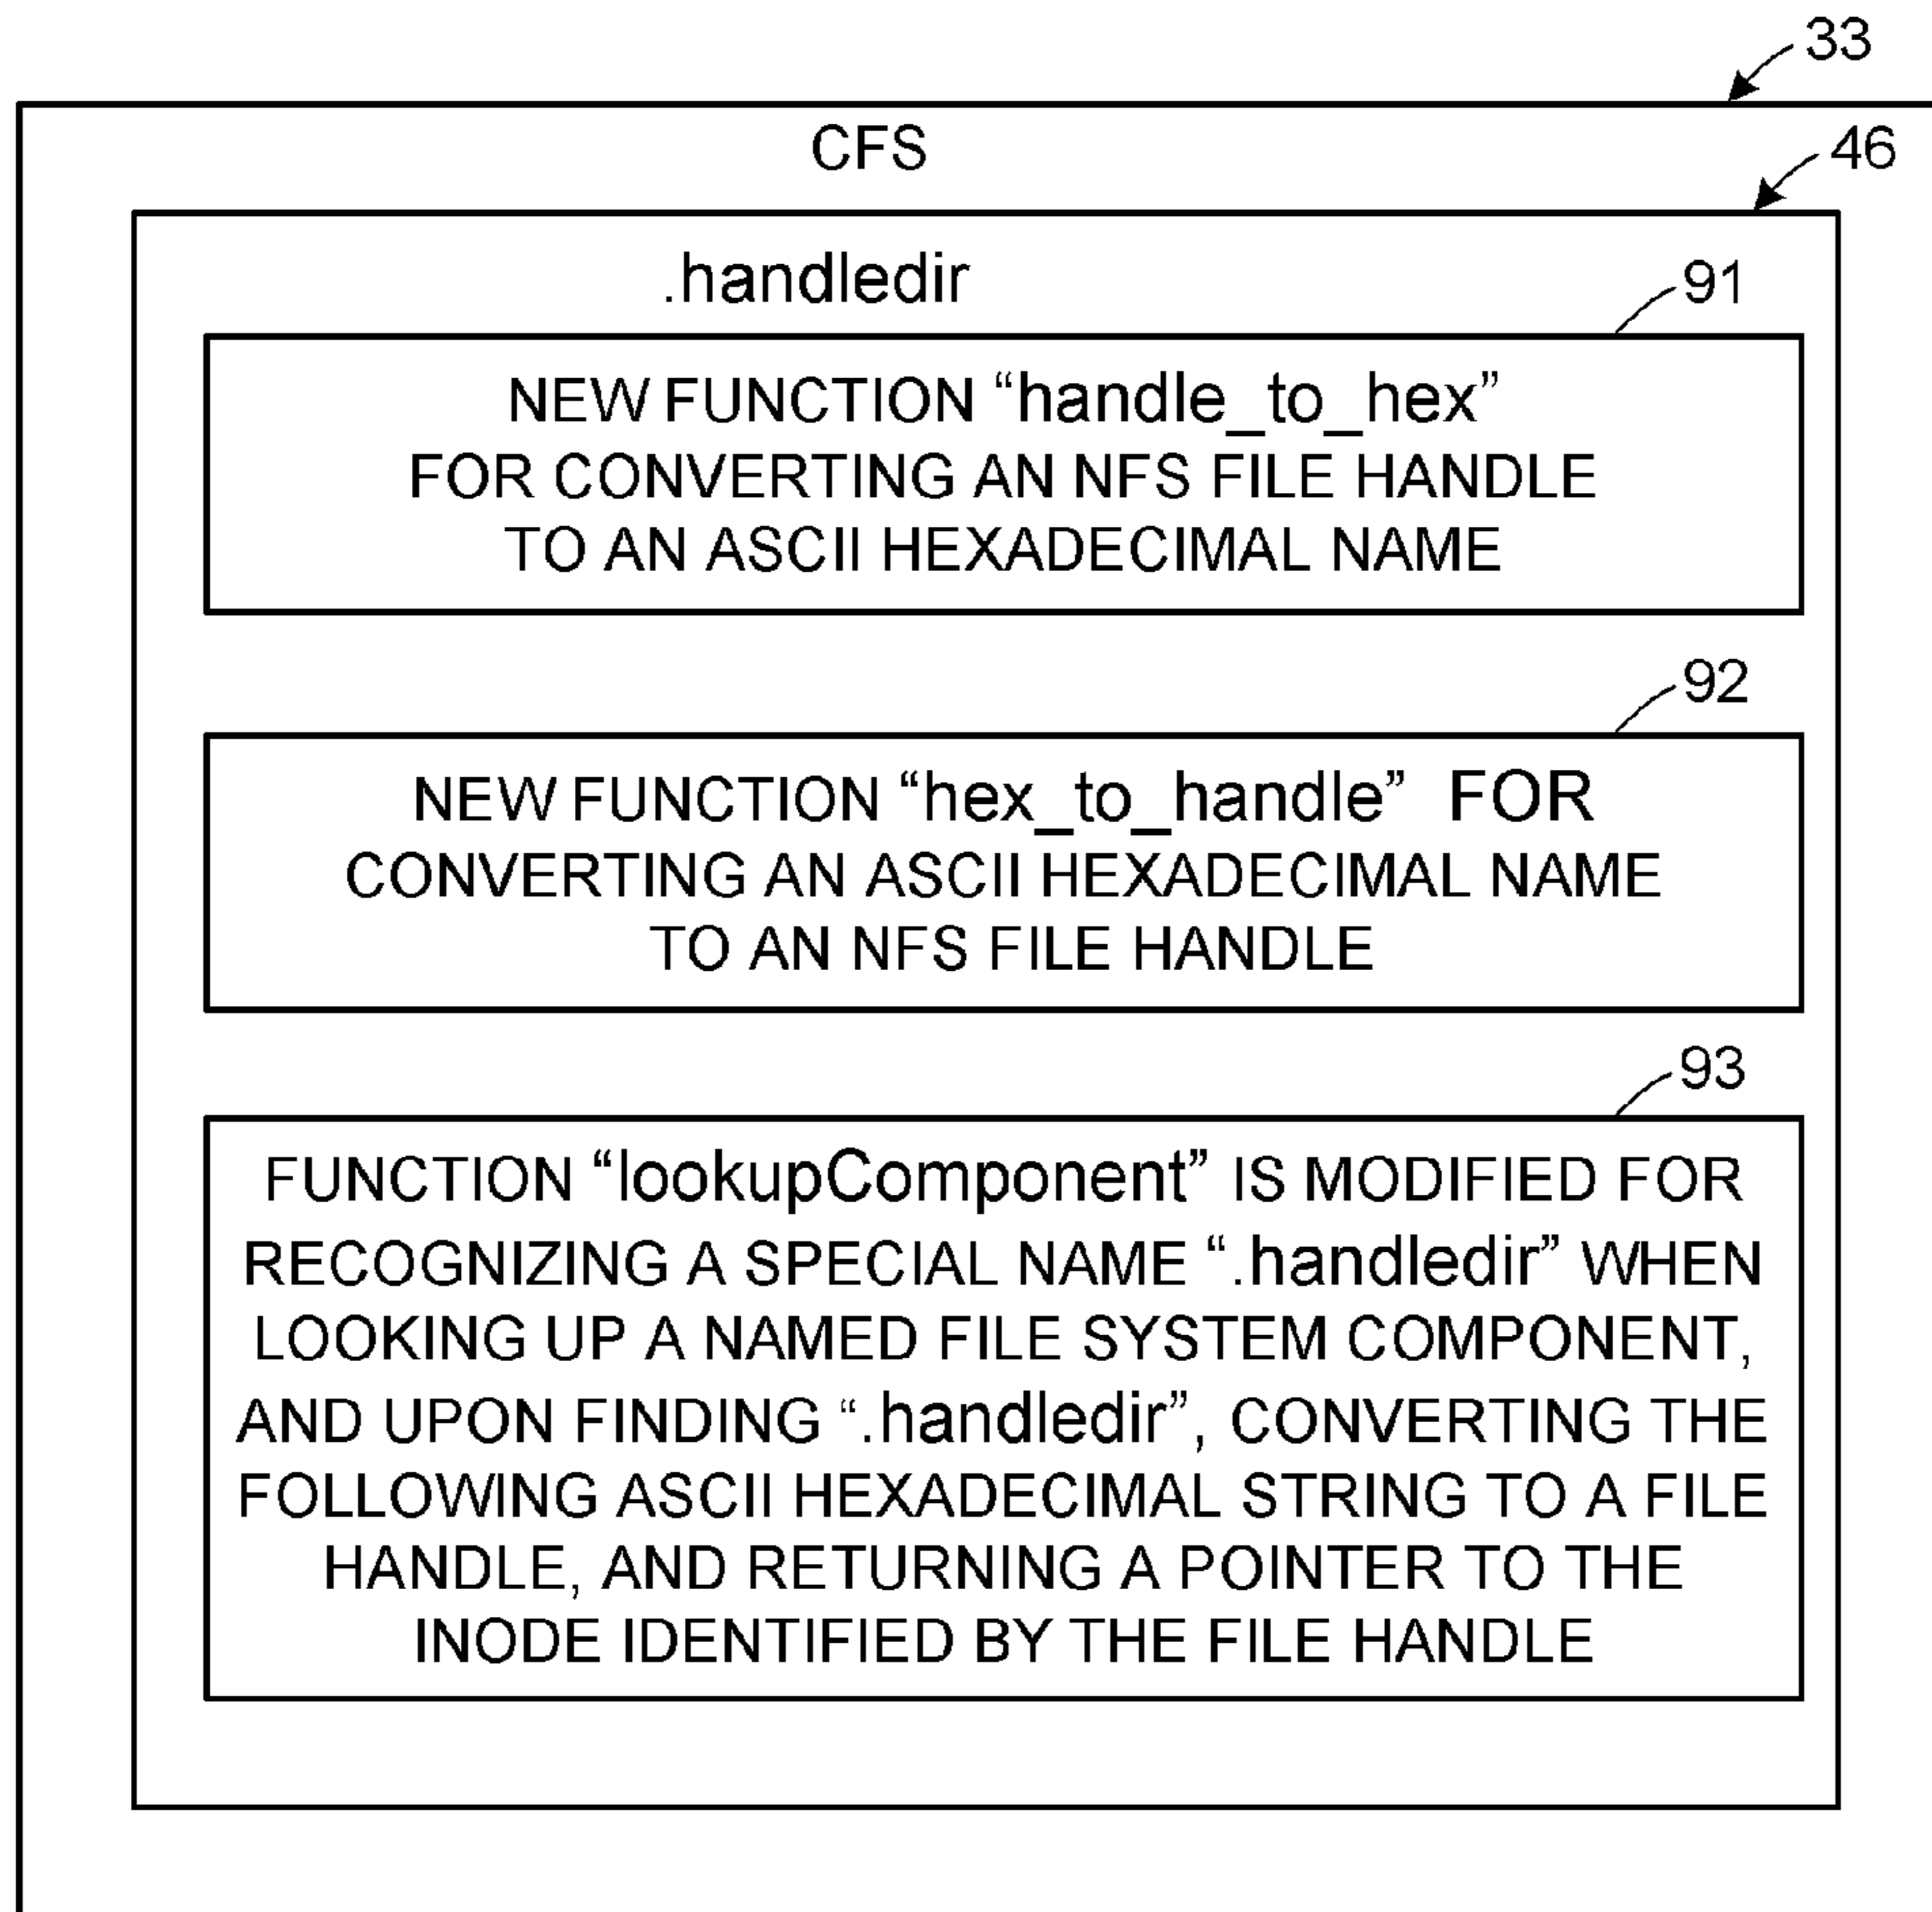 33
CFS
46
.handledir
91
NEW FUNCTION “handle_to_hex”
FOR CONVERTING AN NFS FILE HANDLE
TO AN ASCII HEXADECIMAL NAME
92
NEW FUNCTION “hex_to_handle” FOR
CONVERTING AN ASCII HEXADECIMAL NAME
TO AN NFS FILE HANDLE
93
FUNCTION “lookupComponent” IS MODIFIED FOR
RECOGNIZING A SPECIAL NAME “.handledir” WHEN
LOOKING UP A NAMED FILE SYSTEM COMPONENT,
AND UPON FINDING “.handledir”, CONVERTING THE
FOLLOWING ASCII HEXADECIMAL STRING TO A FILE
HANDLE, AND RETURNING A POINTER TO THE
INODE IDENTIFIED BY THE FILE HANDLE